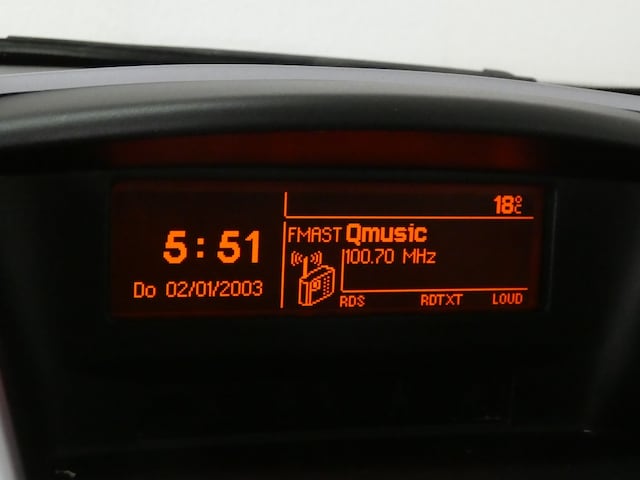 18°C
5:51
FMAST Qmusic
100.70 MHz
Do 02/01/2003
RDS RDTXT LOUD